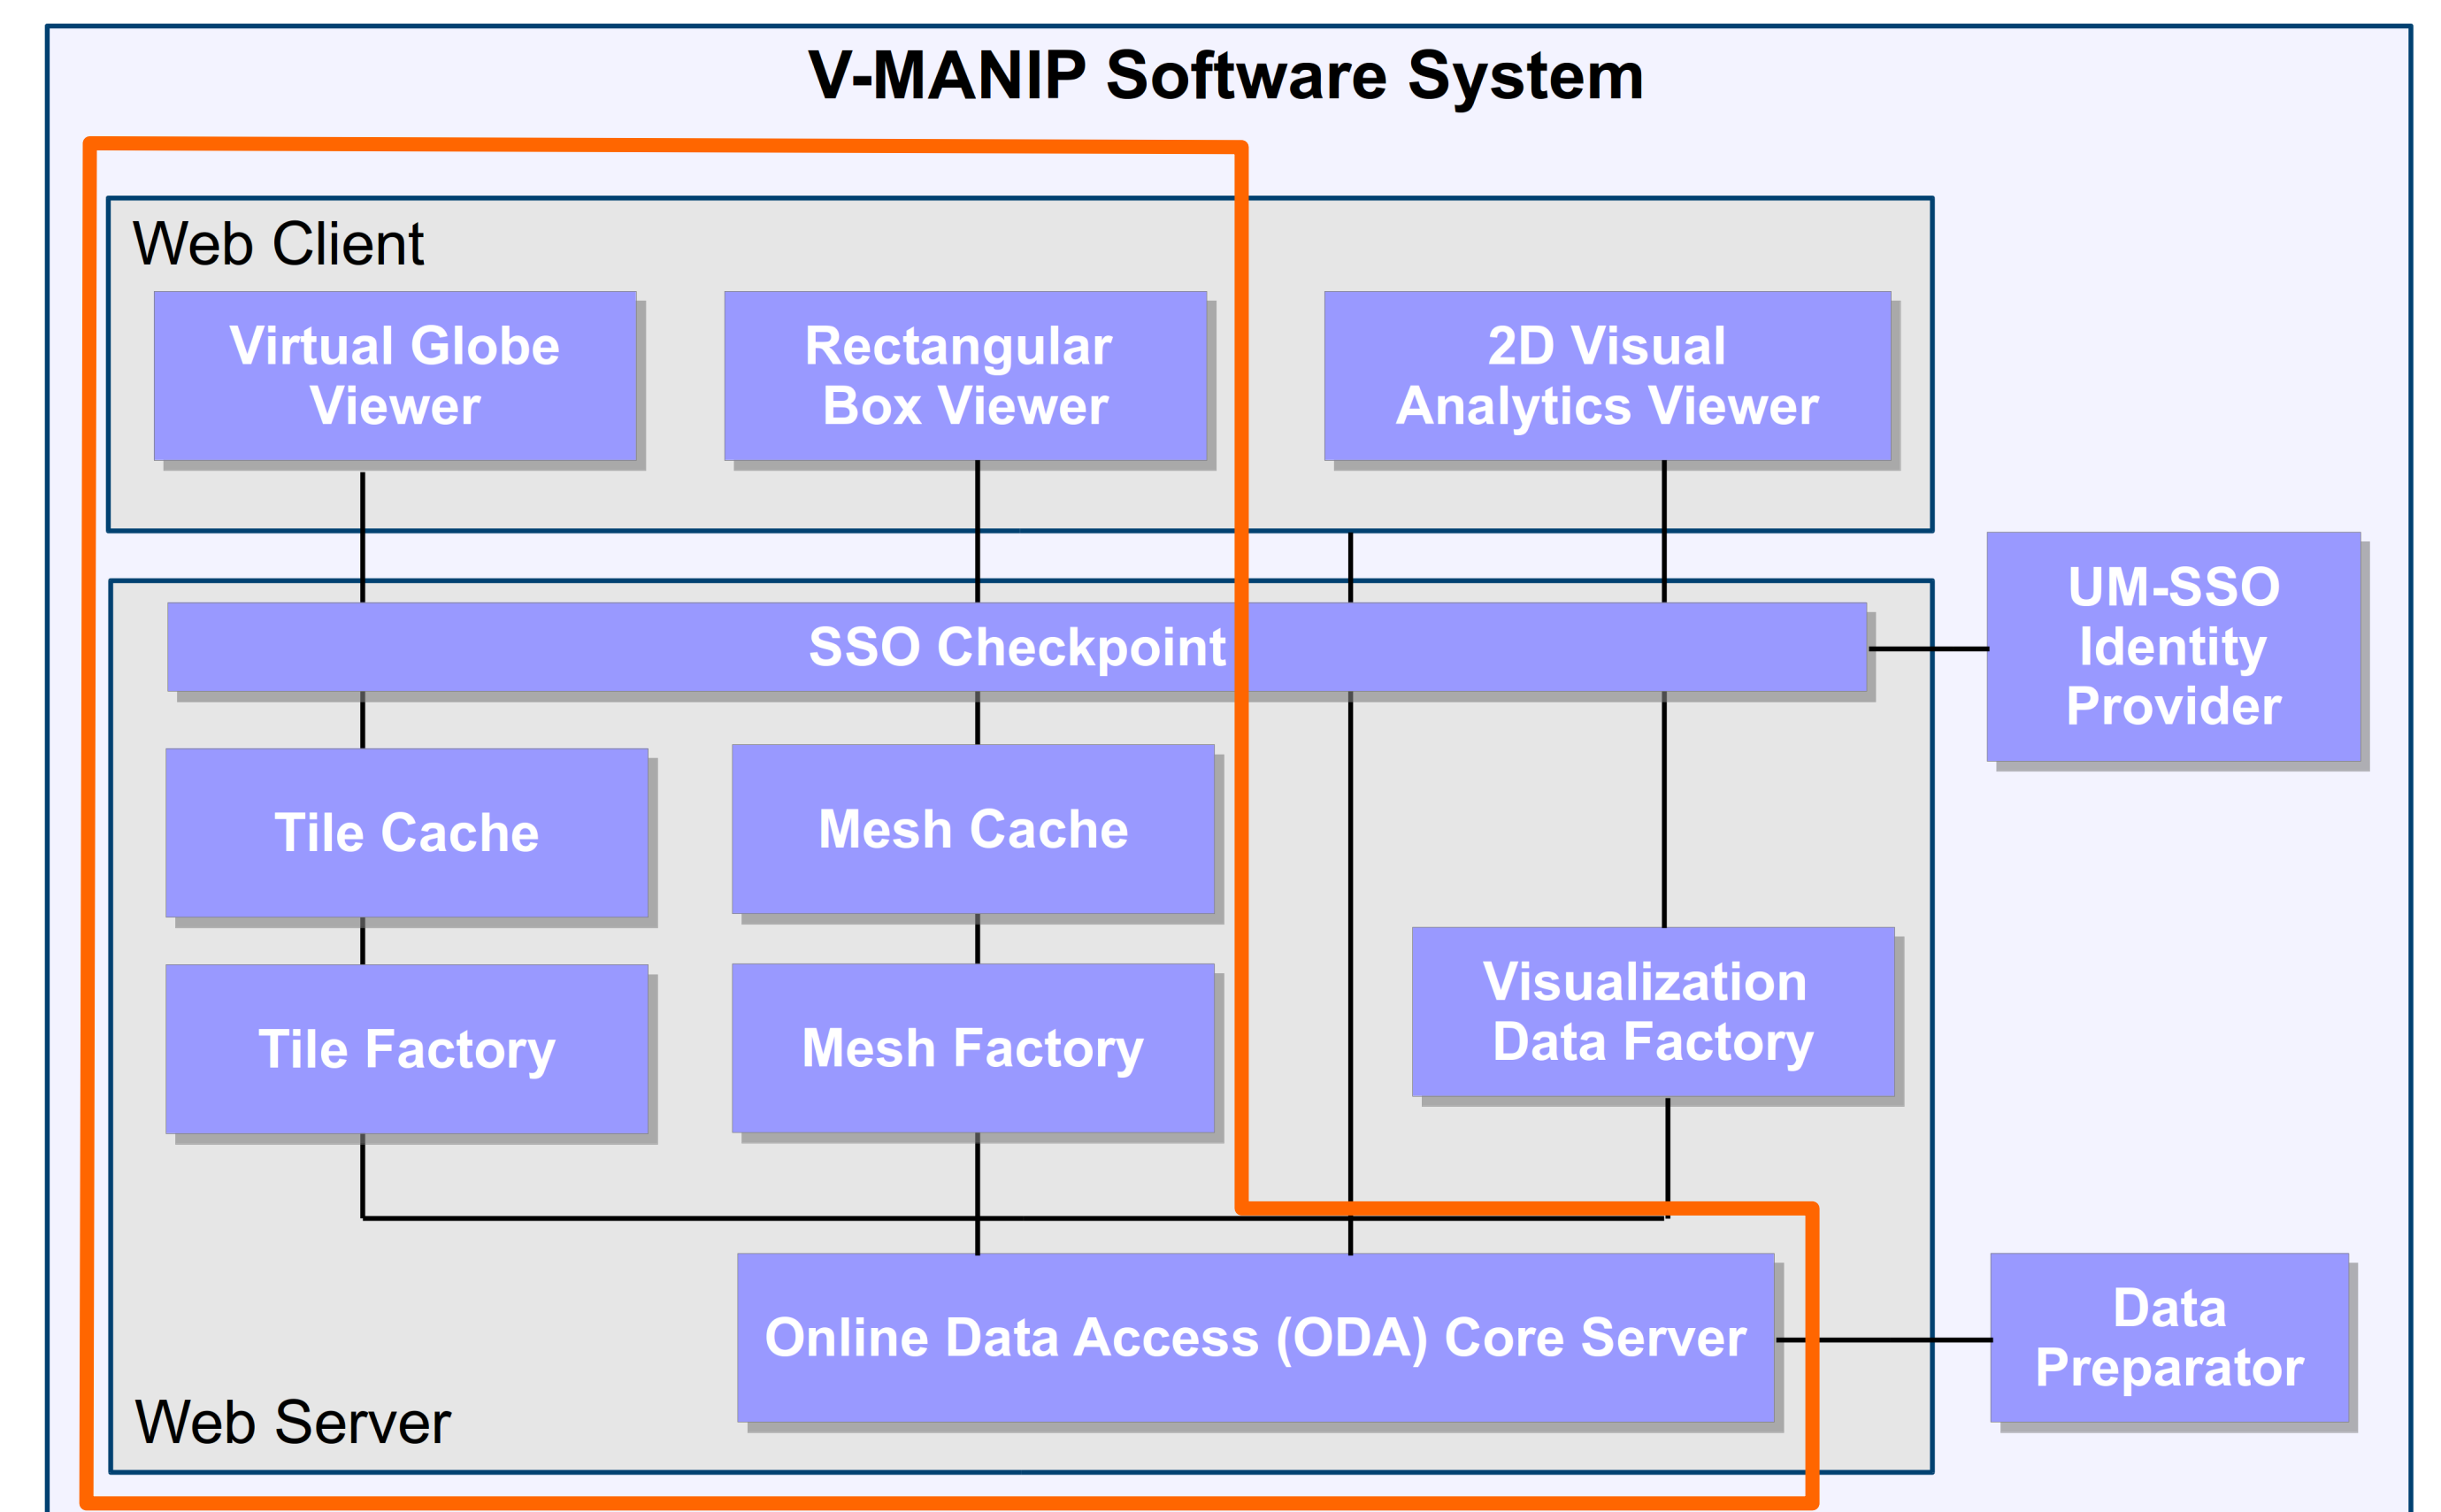 V-MANIP Software System
Web Client
Virtual Globe
Viewer
Rectangular
Box Viewer
2D Visual
Analytics Viewer
UM-SSO
Identity
Provider
SSO Checkpoint
Tile Cache
Mesh Cache
Visualization
Data Factory
Tile Factory
Mesh Factory
Online Data Access (ODA) Core Server
Data
Preparator
Web Server